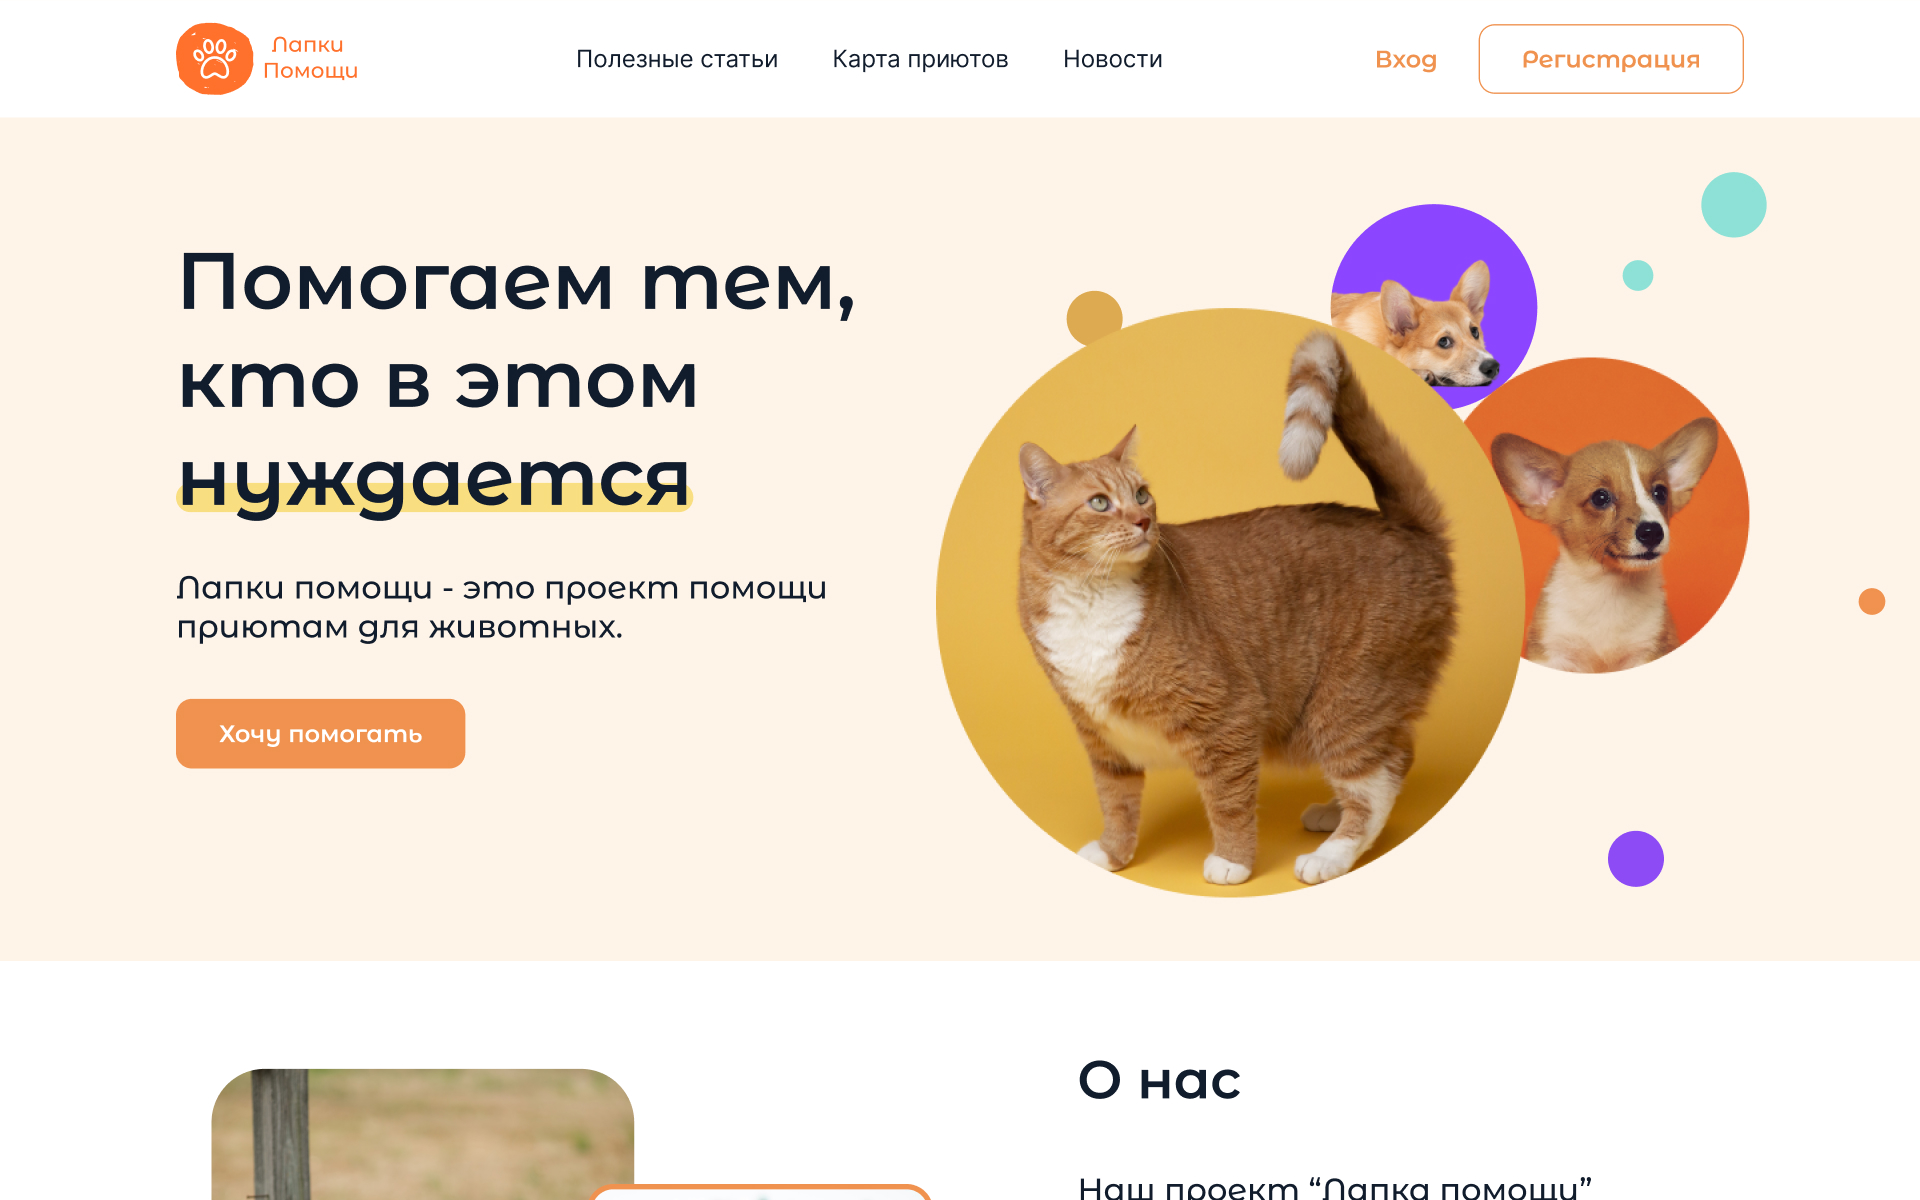 Лапки
Помощи
Полезные статьи
Карта приютов
Новости
Вход
Регистрация
Помогаем тем,
кто в этом
нуждается
Лапки помощи - это проект помощи
приютам для животных.
Хочу помогать
О нас
Наш проект “Лапка помощи”